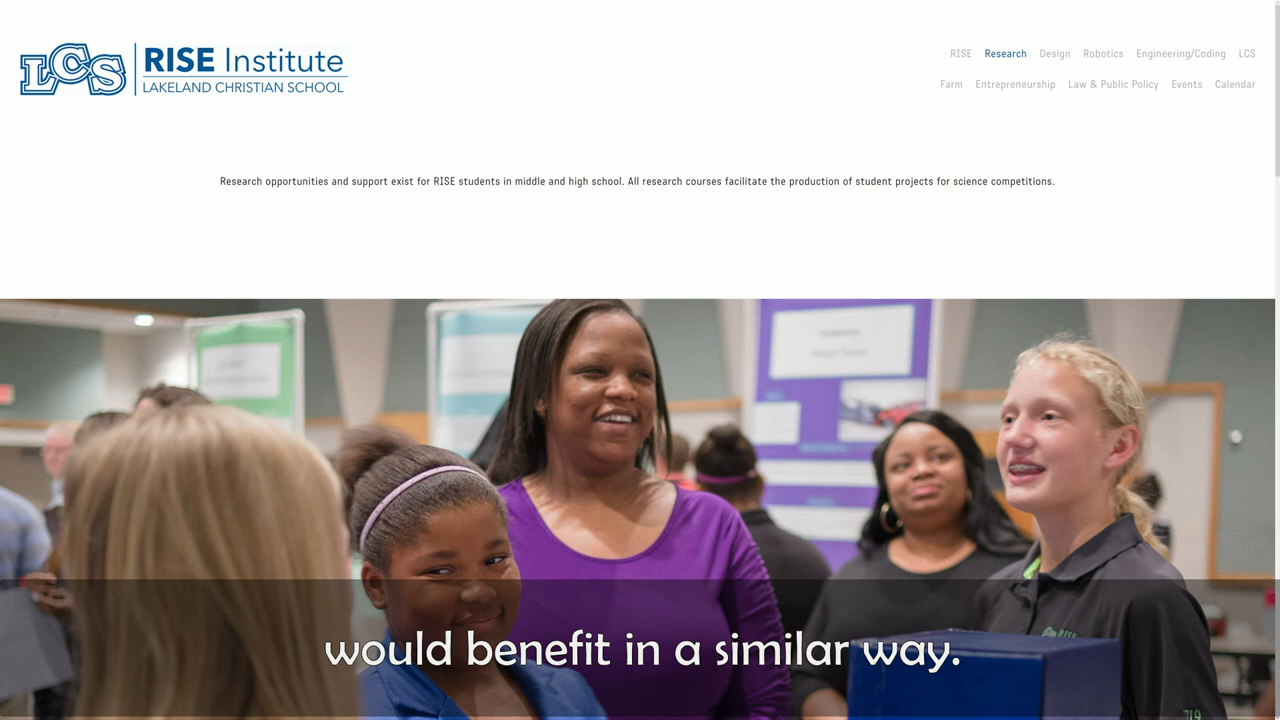 LCS
RISE Institute
LAKELAND CHRISTIAN SCHOOL
RISE Research Design Robotics Engineering/Coding LCS
Farm Entrepreneurship Law & Public Policy Events Calendar
Research opportunities and support exist for RISE students in middle and high school. All research courses facilitate the production of student projects for science competitions.
RISE
would benefit in a similar way.